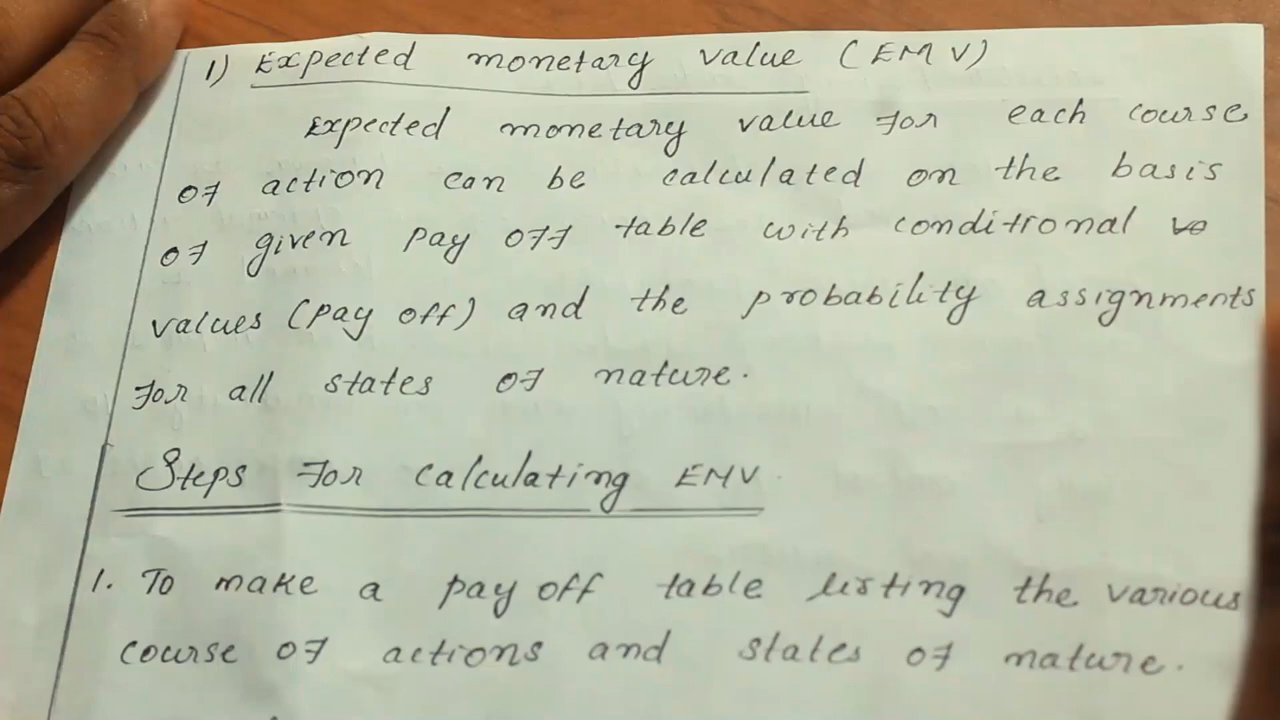 1) Expected monetary value (EMV)
Expected monetary value for each course
of action can be calculated on the basis
of given pay off table with conditional
values (pay off) and the probability assignments
for all states of nature.
Steps for calculating EMV
1. To make a pay off table listing the various
course of actions and states of nature.